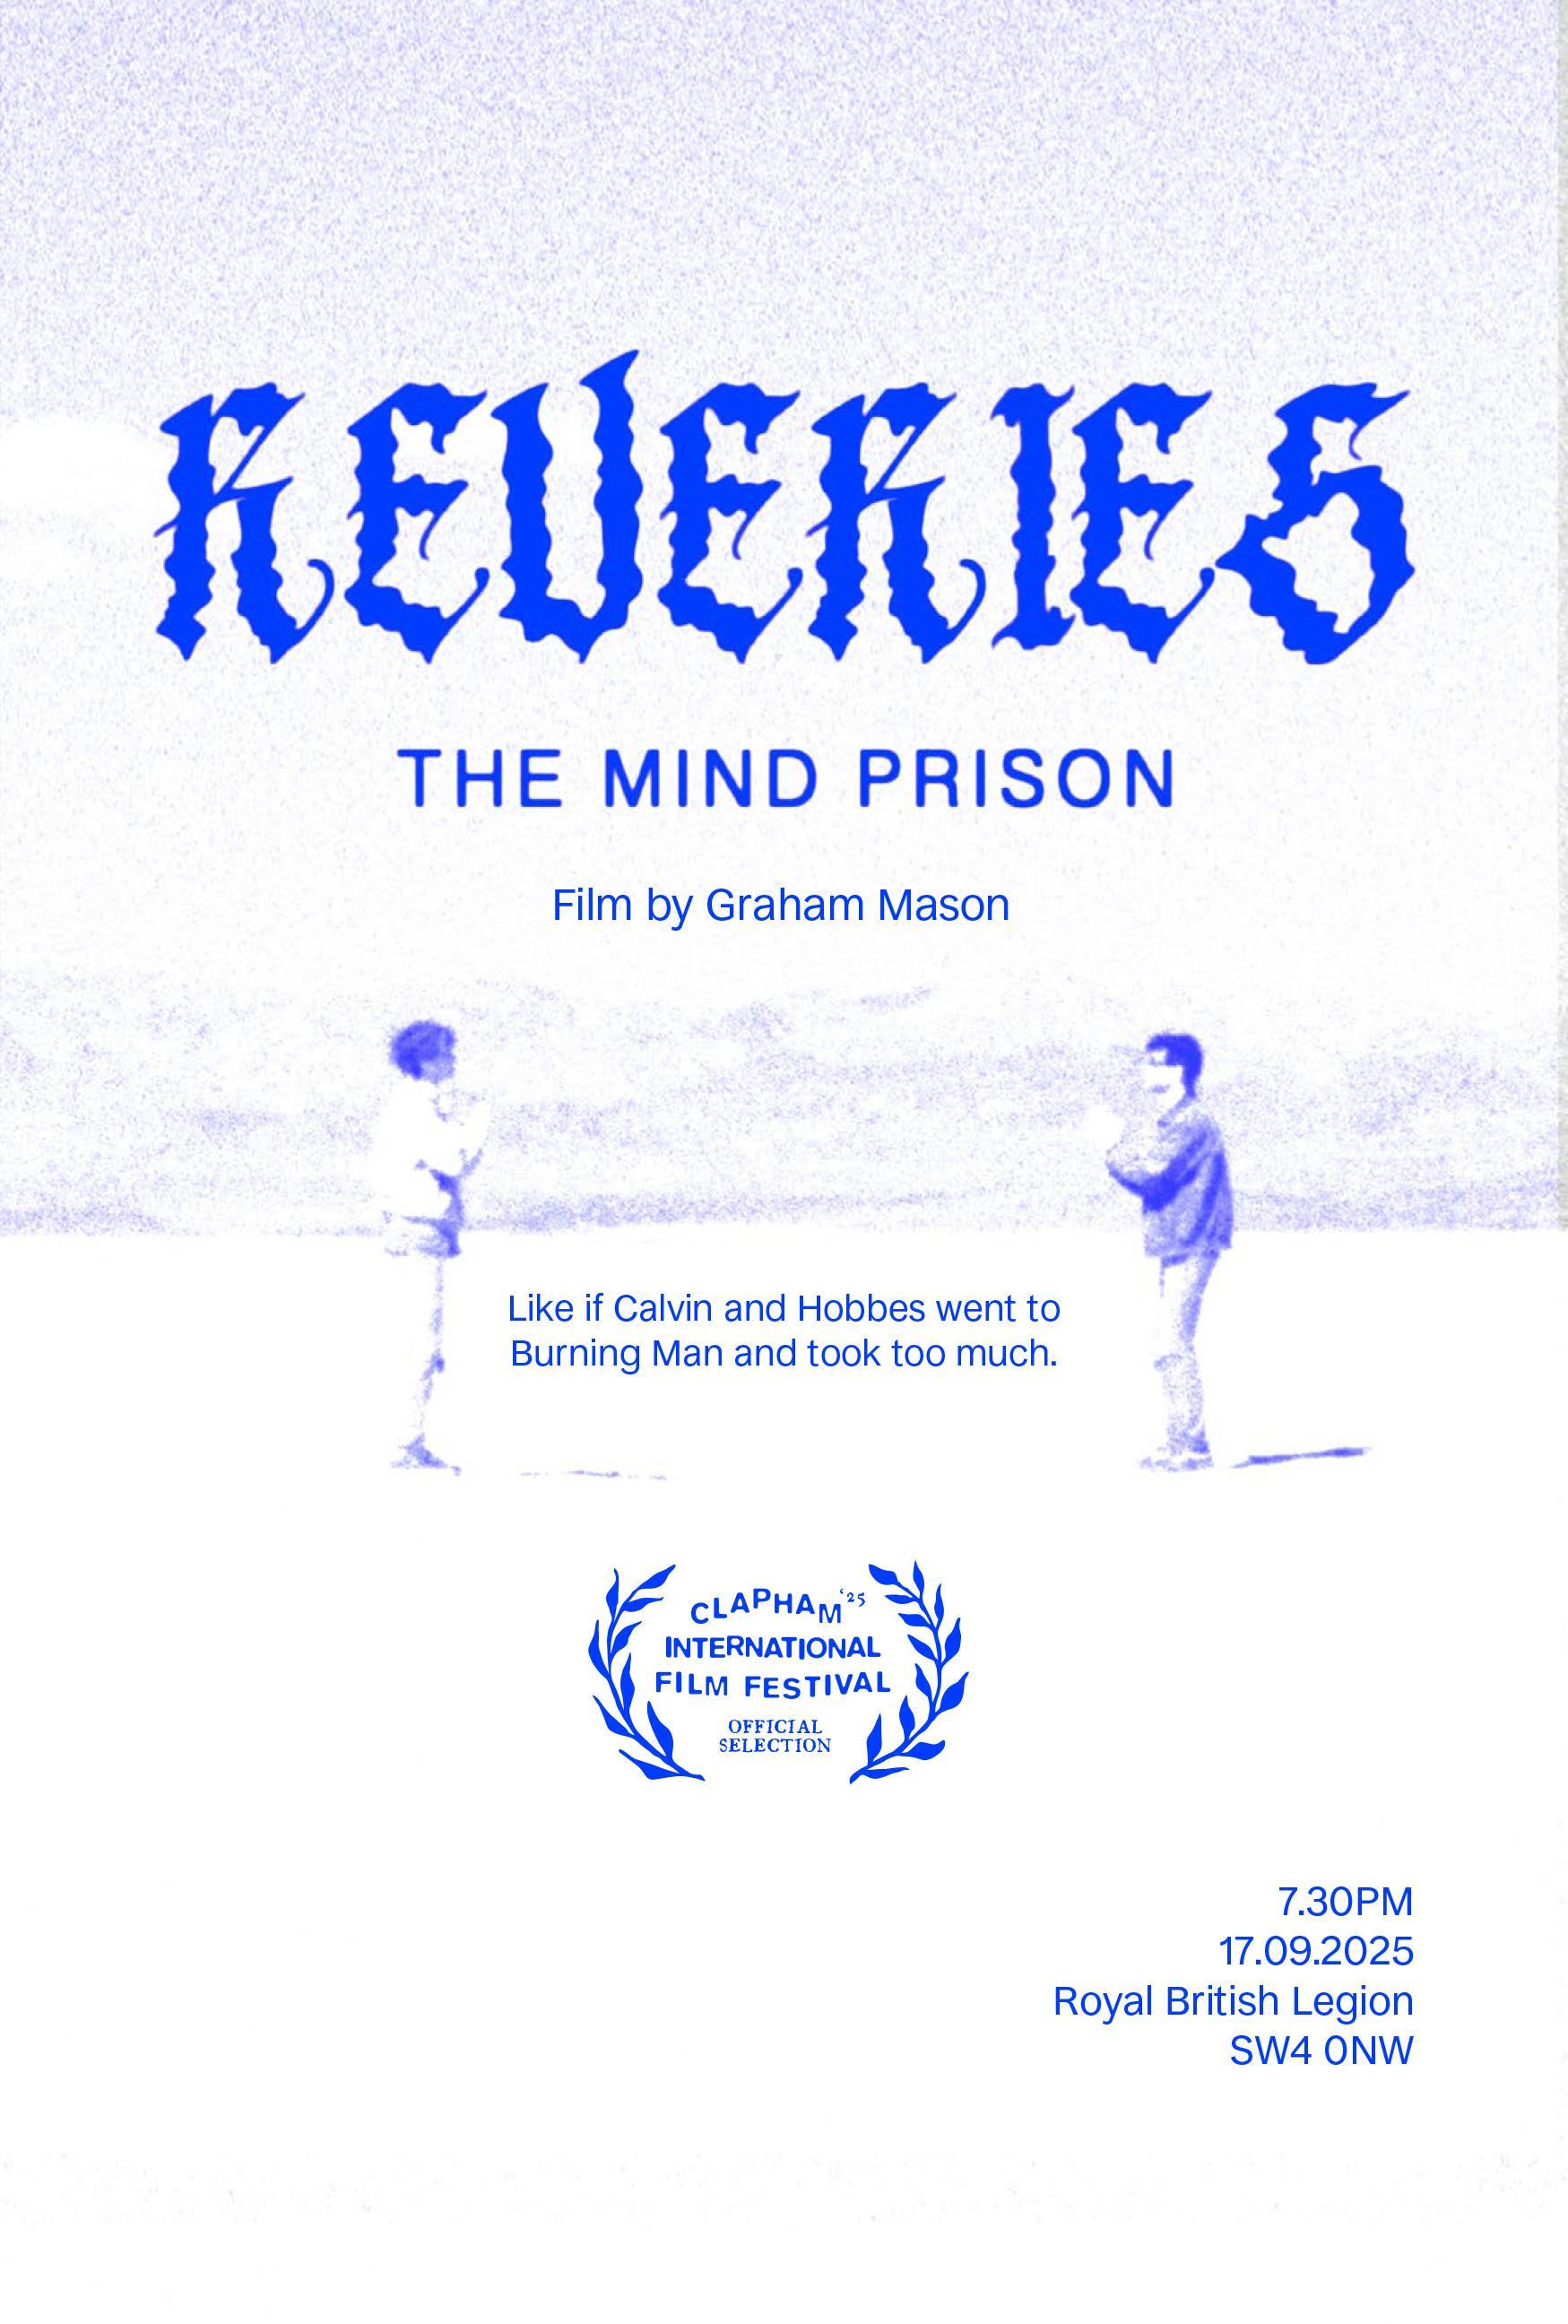 REVERIES
THE MIND PRISON
Film by Graham Mason
Like if Calvin and Hobbes went to
Burning Man and took too much.
CLAPHAM '25
INTERNATIONAL
FILM FESTIVAL
OFFICIAL
SELECTION
7.30PM
17.09.2025
Royal British Legion
SW4 0NW